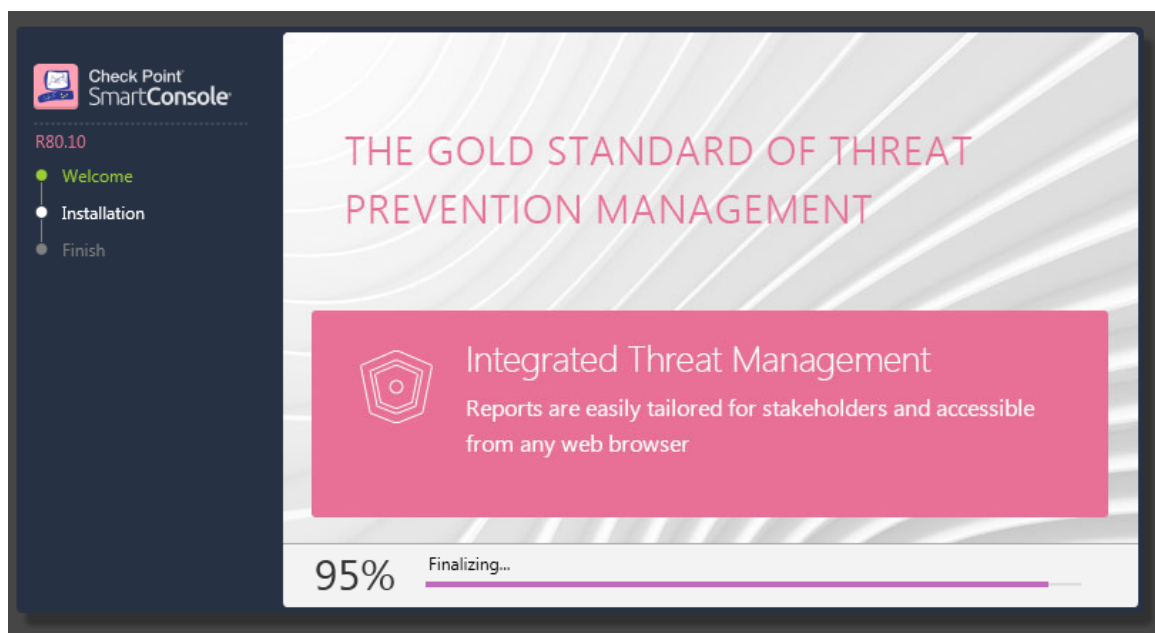 Check Point
SmartConsole
R80.10
Welcome
Installation
Finish
THE GOLD STANDARD OF THREAT
PREVENTION MANAGEMENT
Integrated Threat Management
Reports are easily tailored for stakeholders and accessible
from any web browser
95%
Finalizing...